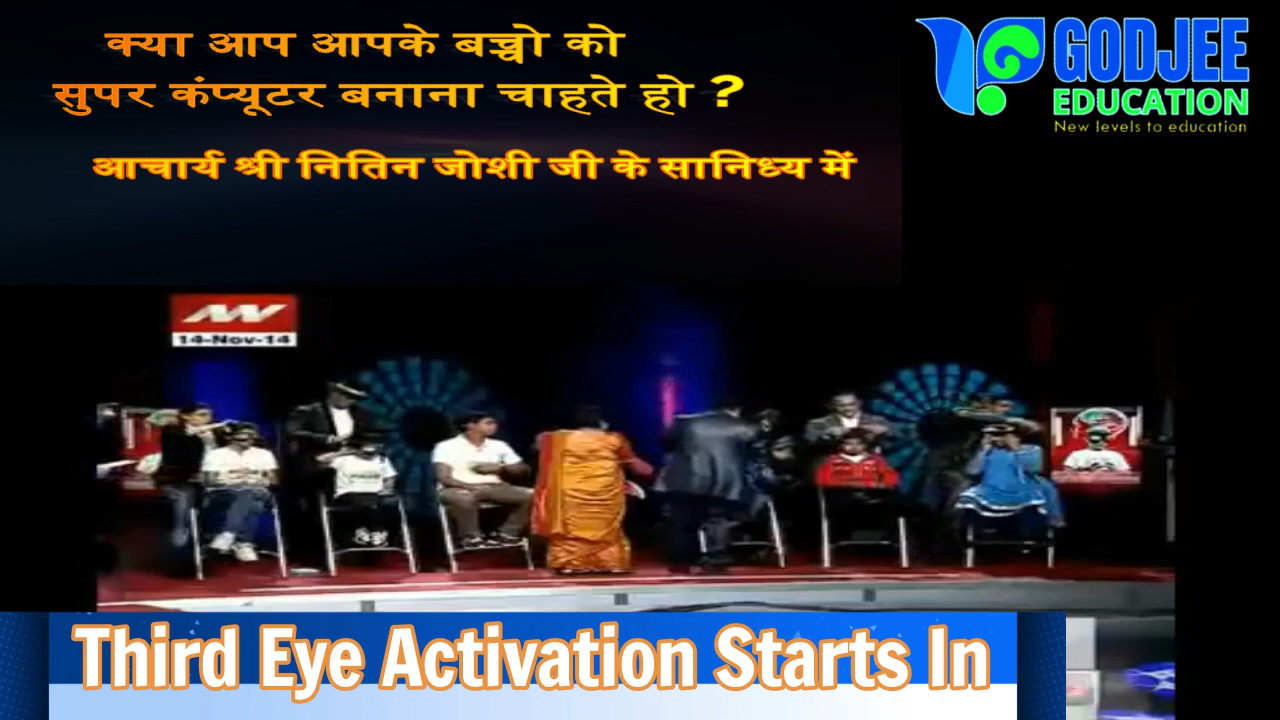 क्या आप आपके बच्चो को
सुपर कंप्यूटर बनाना चाहते हो ?
आचार्य श्री नितिन जोशी जी के सानिध्य में
GODJEE
EDUCATION
New levels to education
14-Nov-14
Third Eye Activation Starts In